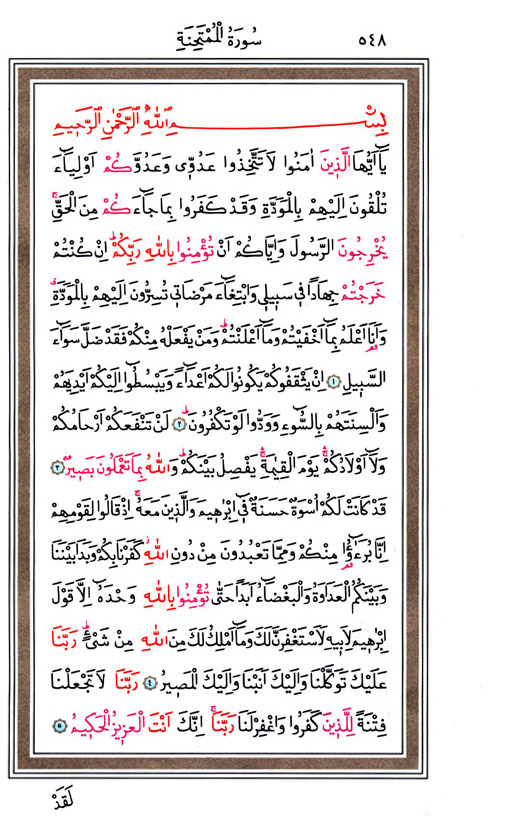 ٥٤٨
سُورَةُ الْمُمْتَحِنَةِ
بِسْمِ اللّٰهِ الرَّحْمٰنِ الرَّحِيمِ
يَٓا اَيُّهَا الَّذ۪ينَ اٰمَنُوا لَا تَتَّخِذُوا عَدُوّ۪ي وَعَدُوَّكُمْ اَوْلِيَٓاءَ
تُلْقُونَ اِلَيْهِمْ بِالْمَوَدَّةِ وَقَدْ كَفَرُوا بِمَا جَٓاءَكُمْ مِنَ الْحَقِّۚ
يُخْرِجُونَ الرَّسُولَ وَاِيَّاكُمْ اَنْ تُؤْمِنُوا بِاللّٰهِ رَبِّكُمْۜ اِنْ كُنْتُمْ
خَرَجْتُمْ جِهَادًا ف۪ي سَب۪يل۪ي وَابْتِغَٓاءَ مَرْضَات۪ي تُسِرُّونَ اِلَيْهِمْ بِالْمَوَدَّةِۗ
وَاَنَا۬ اَعْلَمُ بِمَٓا اَخْفَيْتُمْ وَمَٓا اَعْلَنْتُمْۜ وَمَنْ يَفْعَلْهُ مِنْكُمْ فَقَدْ ضَلَّ سَوَٓاءَ
السَّب۪يلِ ﴿١﴾ اِنْ يَثْقَفُوكُمْ يَكُونُوا لَكُمْ اَعْدَٓاءً وَيَبْسُطُٓوا اِلَيْكُمْ اَيْدِيَهُمْ
وَاَلْسِنَتَهُمْ بِالسُّٓوءِ وَوَدُّوا لَوْ تَكْفُرُونَۜ ﴿٢﴾ لَنْ تَنْفَعَكُمْ اَرْحَامُكُمْ
وَلَٓا اَوْلَادُكُمْۚ يَوْمَ الْقِيٰمَةِۚ يَفْصِلُ بَيْنَكُمْۜ وَاللّٰهُ بِمَا تَعْمَلُونَ بَص۪يرٌ ﴿٣﴾
قَدْ كَانَتْ لَكُمْ اُسْوَةٌ حَسَنَةٌ ف۪ٓي اِبْرٰه۪يمَ وَالَّذ۪ينَ مَعَهُۚ اِذْ قَالُوا لِقَوْمِهِمْ
اِنَّا بُرَءٰٓؤُ۬ا مِنْكُمْ وَمِمَّا تَعْبُدُونَ مِنْ دُونِ اللّٰهِۘ كَفَرْنَا بِكُمْ وَبَدَا بَيْنَنَا
وَبَيْنَكُمُ الْعَدَاوَةُ وَالْبَغْضَٓاءُ اَبَدًا حَتّٰى تُؤْمِنُوا بِاللّٰهِ وَحْدَهُٓ اِلَّا قَوْلَ
اِبْرٰه۪يمَ لِاَب۪يهِ لَاَسْتَغْفِرَنَّ لَكَ وَمَٓا اَمْلِكُ لَكَ مِنَ اللّٰهِ مِنْ شَيْءٍۜ رَبَّنَا
عَلَيْكَ تَوَكَّلْنَا وَاِلَيْكَ اَنَبْنَا وَاِلَيْكَ الْمَص۪يرُ ﴿٤﴾ رَبَّنَا لَا تَجْعَلْنَا
فِتْنَةً لِلَّذ۪ينَ كَفَرُوا وَاغْفِرْ لَنَا رَبَّنَاۚ اِنَّكَ اَنْتَ الْعَز۪يزُ الْحَك۪يمُ ﴿٥﴾
لَقَدْ